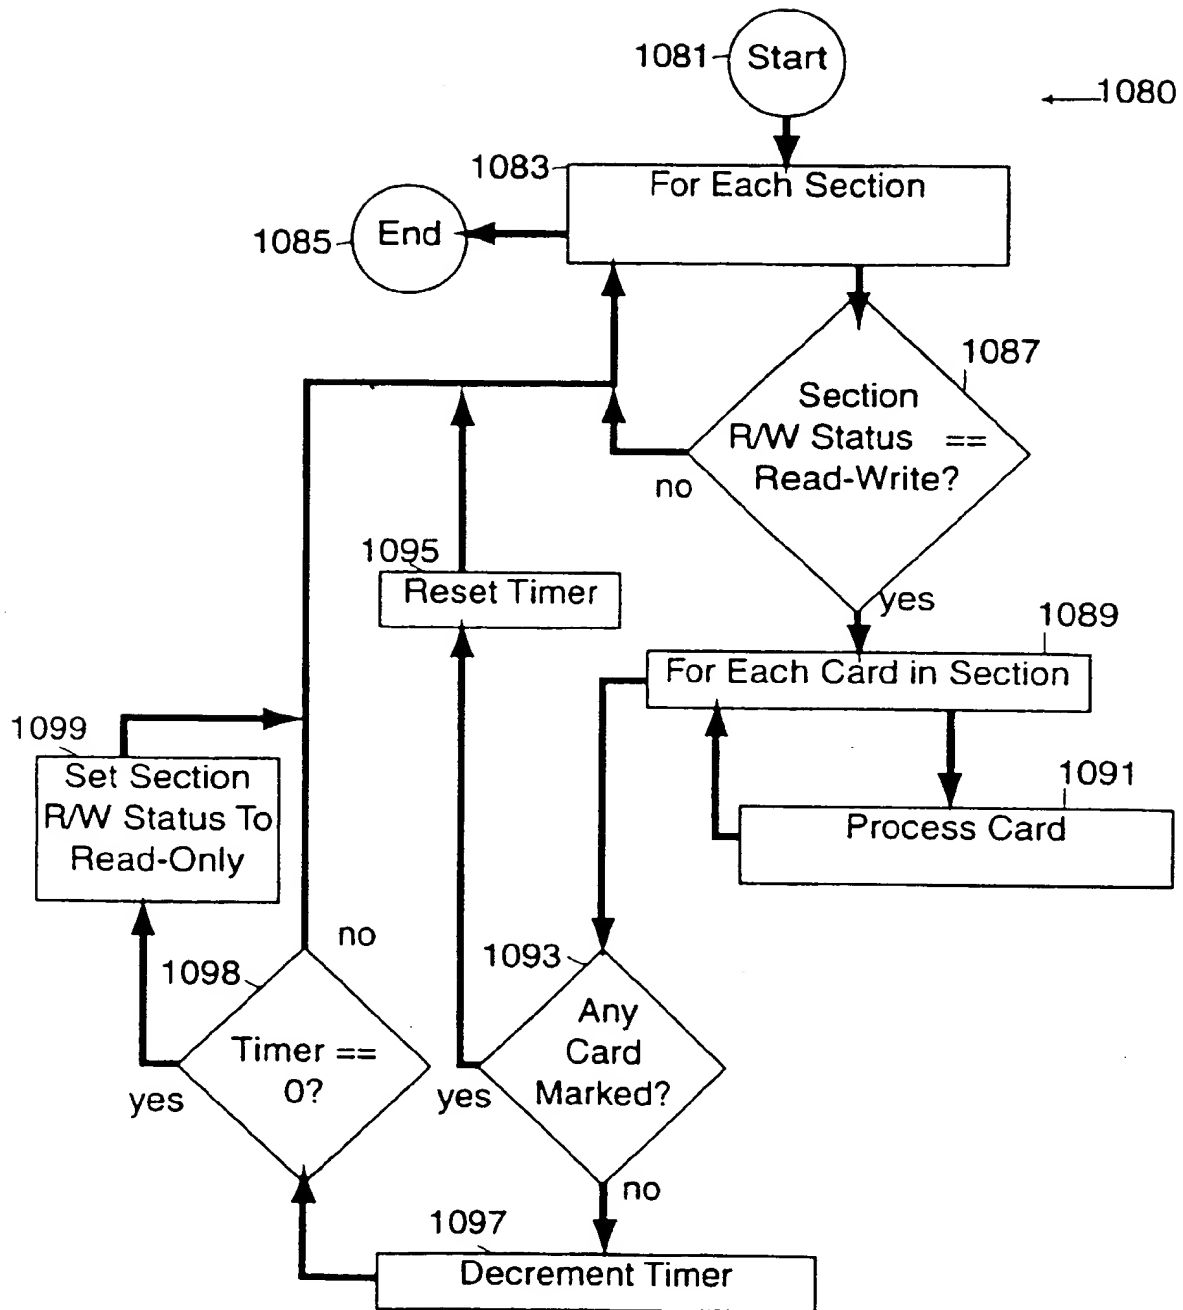 1081
Start
1080
1083
For Each Section
1085
End
1087
Section
R/W Status ==
Read-Write?
no
yes
1095
Reset Timer
1089
For Each Card in Section
1099
Set Section
R/W Status To
Read-Only
1091
Process Card
no
1098
Timer ==
0?
yes
1093
Any
Card
Marked?
yes
no
1097
Decrement Timer